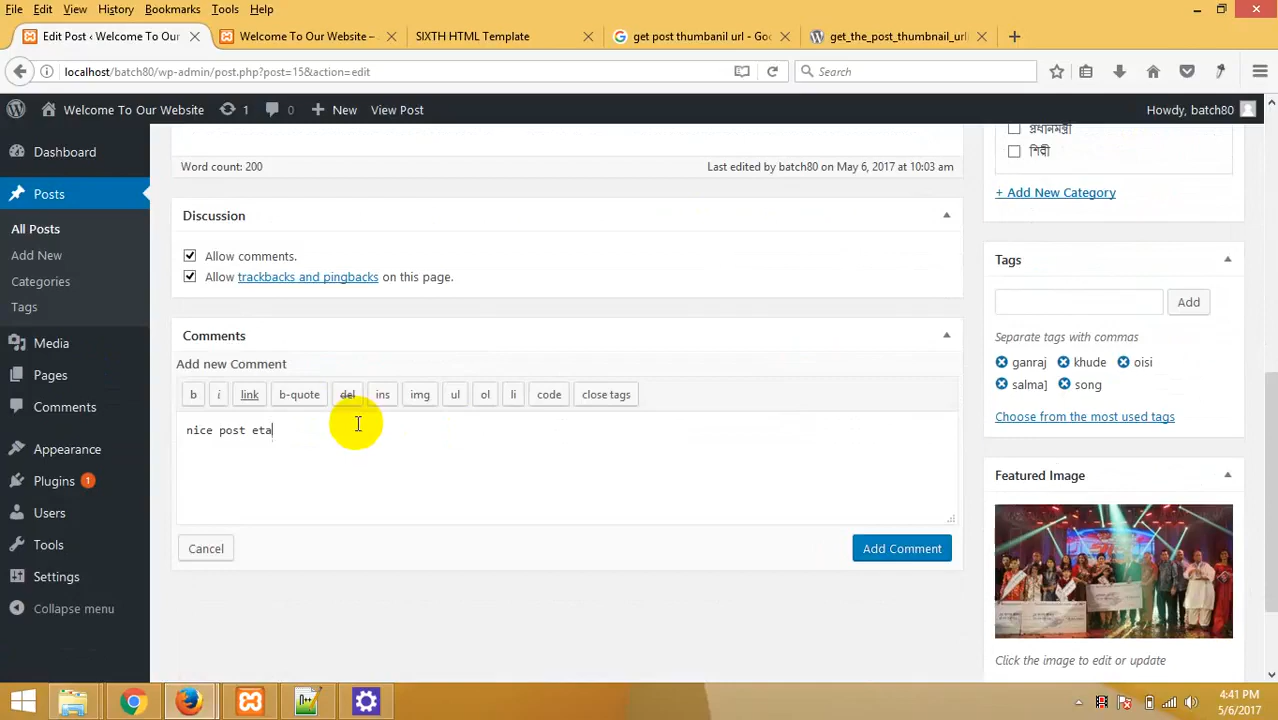 File Edit View History Bookmarks Tools Help
Edit Post ‹ Welcome To Our
Welcome To Our Website –
SIXTH HTML Template
get post thumbanil url - Goo
get_the_post_thumbnail_url
localhost/batch80/wp-admin/post.php?post=15&action=edit
Search
Welcome To Our Website 1 0 New View Post
Howdy, batch80
Dashboard
Posts
All Posts
Add New
Categories
Tags
Media
Pages
Comments
Appearance
Plugins 1
Users
Tools
Settings
Collapse menu
Word count: 200
Last edited by batch80 on May 6, 2017 at 10:03 am
Discussion
Allow comments.
Allow trackbacks and pingbacks on this page.
Comments
Add new Comment
b i link b-quote del ins img ul ol li code close tags
nice post eta
Cancel
Add Comment
প্রধানমন্ত্রী
শিল্পী
+ Add New Category
Tags
Add
Separate tags with commas
ganraj khude oisi
salma] song
Choose from the most used tags
Featured Image
Click the image to edit or update
4:41 PM
5/6/2017